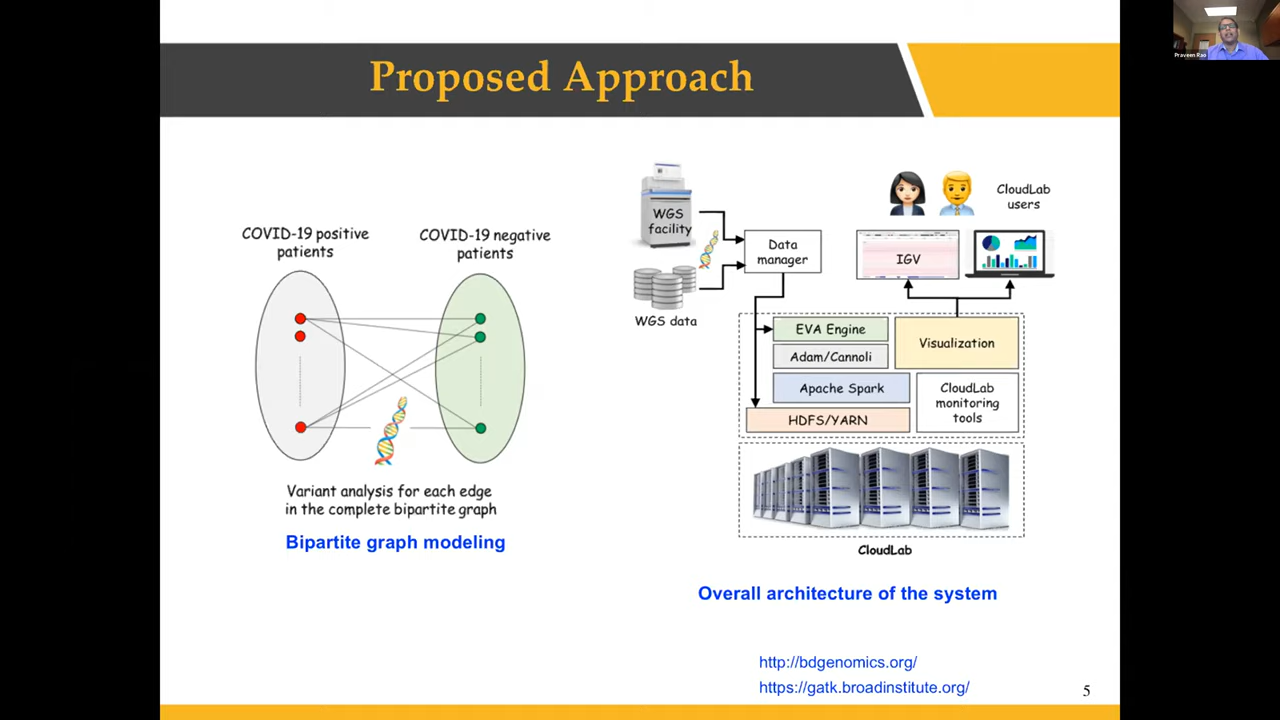 Praveen Rao
Proposed Approach
COVID-19 positive
patients
COVID-19 negative
patients
Variant analysis for each edge
in the complete bipartite graph
Bipartite graph modeling
WGS
facility
WGS data
Data
manager
CloudLab
users
IGV
EVA Engine
Adam/Cannoli
Apache Spark
HDFS/YARN
Visualization
CloudLab
monitoring
tools
CloudLab
Overall architecture of the system
http://bdgenomics.org/
https://gatk.broadinstitute.org/
5